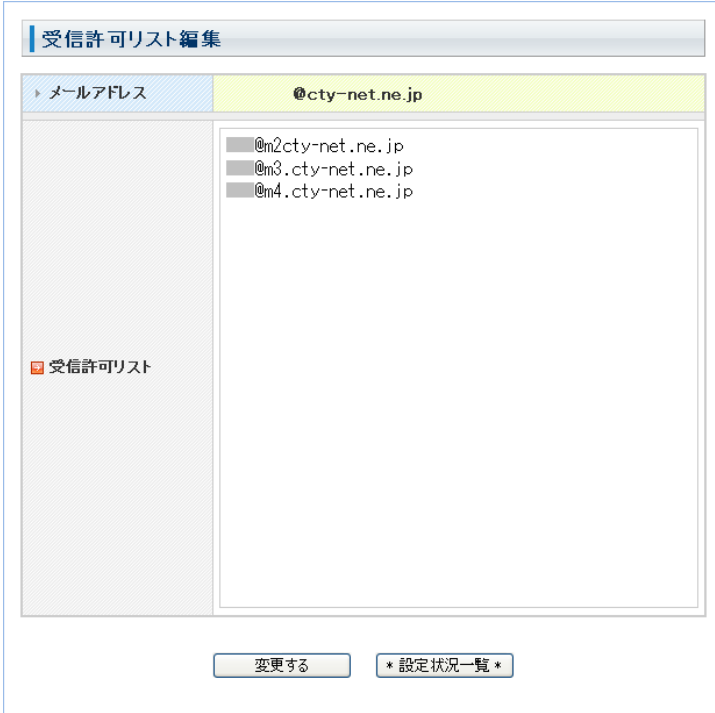 受信許可リスト編集
メールアドレス
@cty-net.ne.jp
@m2cty-net.ne.jp
@m3.cty-net.ne.jp
@m4.cty-net.ne.jp
受信許可リスト
変更する
* 設定状況一覧 *